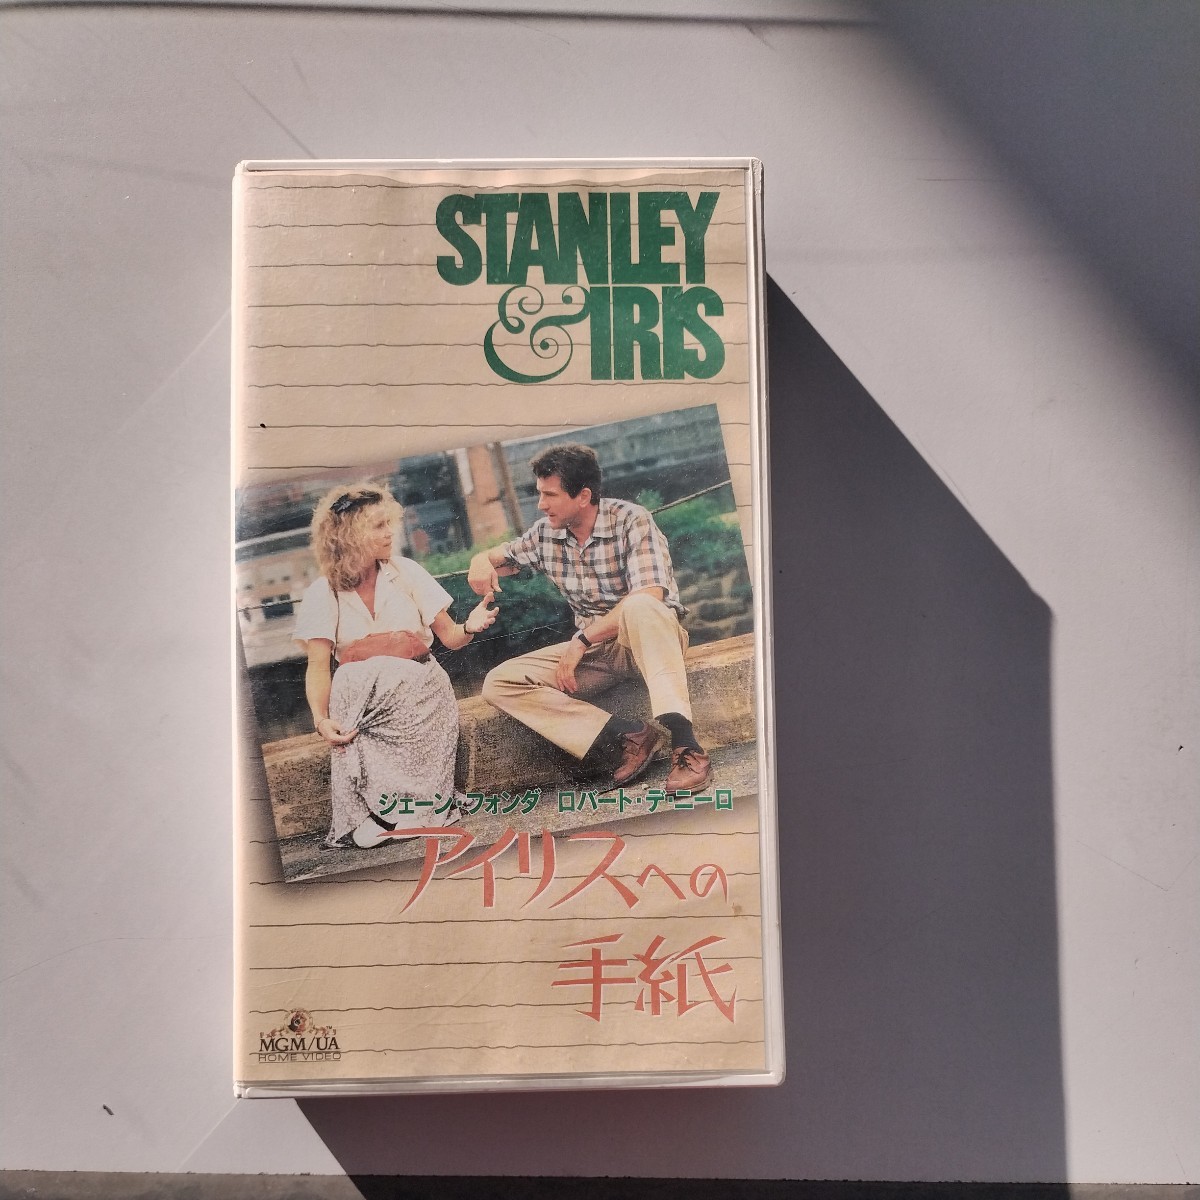 STANLEY
& IRIS
ジェーン・フォンダ ロバート・デ・ニーロ
アイリスへの
手紙
MGM/UA
HOME VIDEO